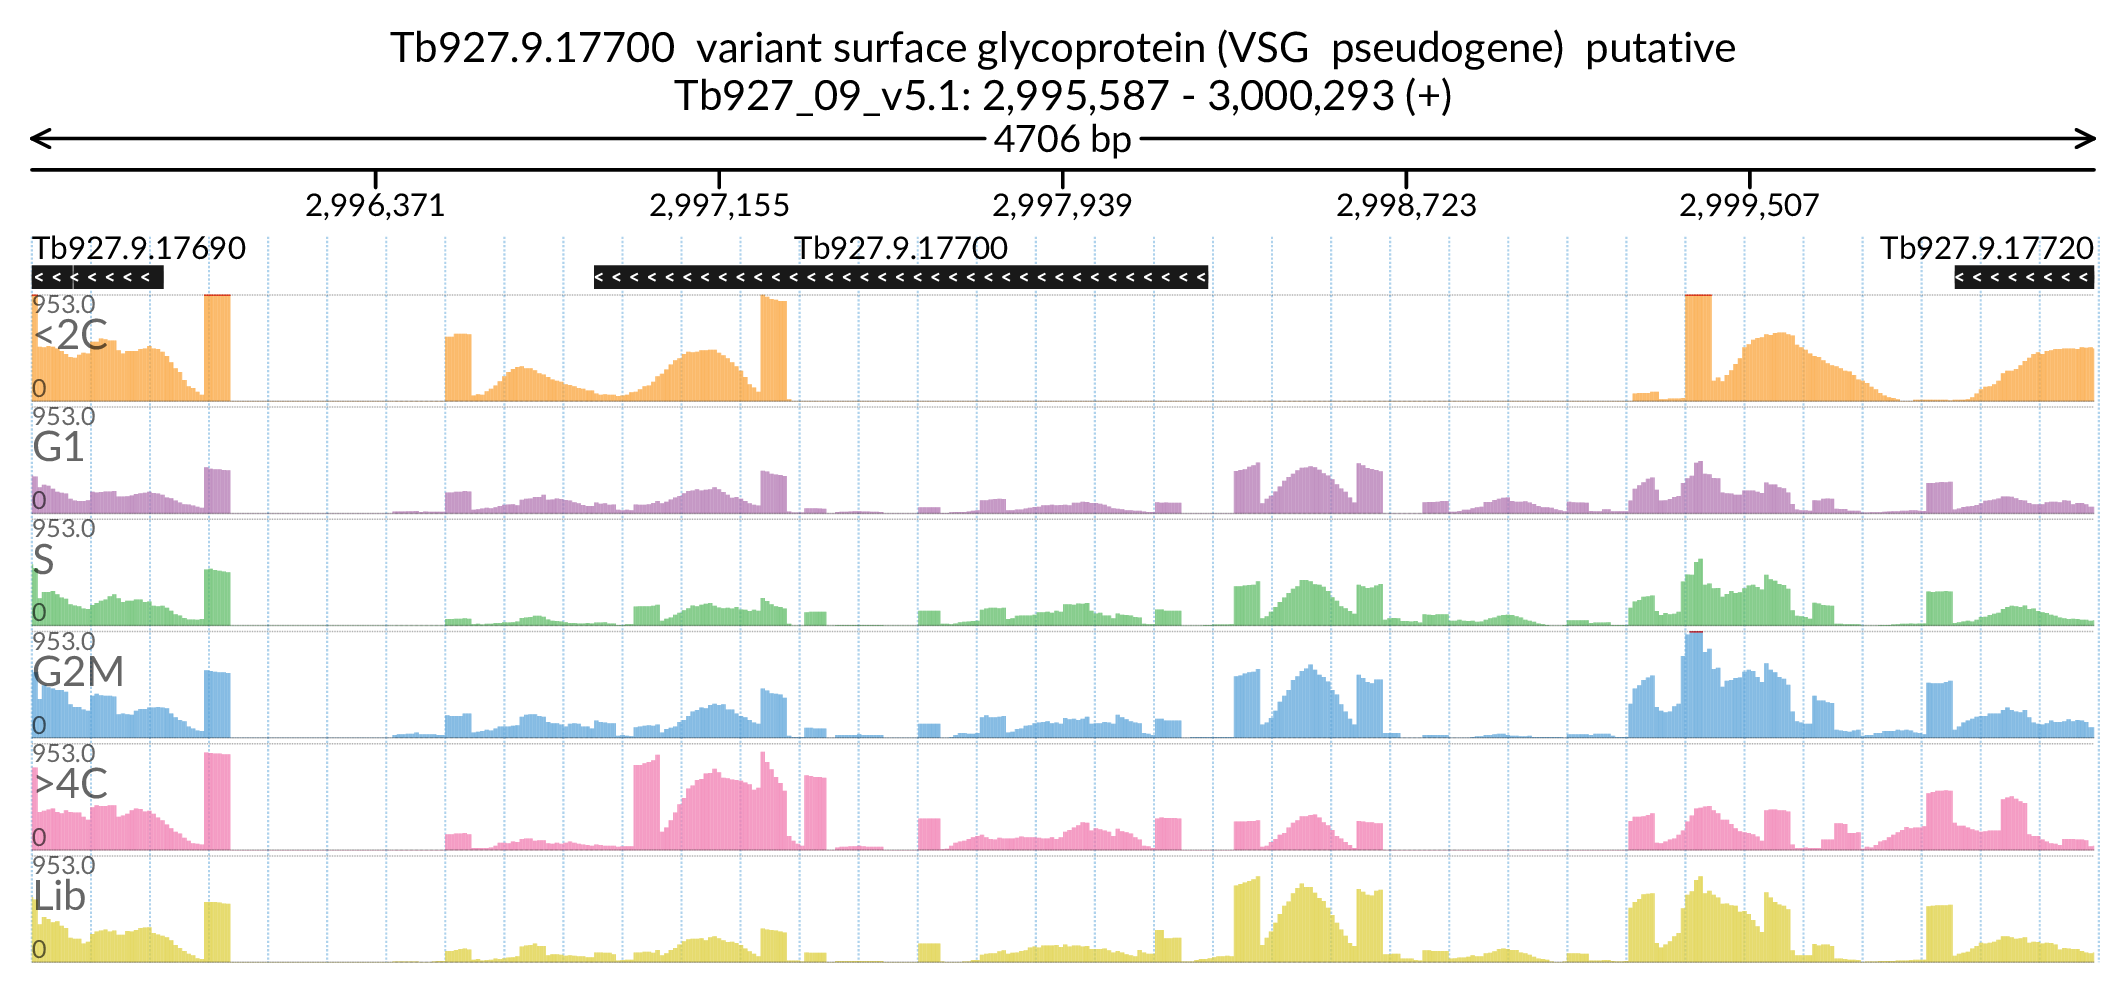 Tb927.9.17700  variant surface glycoprotein (VSG  pseudogene)  putative
Tb927_09_v5.1: 2,995,587 - 3,000,293 (+)
4706 bp
2,996,371 2,997,155 2,997,939 2,998,723 2,999,507
Tb927.9.17690 Tb927.9.17700 Tb927.9.17720
953.0
<2C
0
953.0
G1
0
953.0
S
0
953.0
G2M
0
953.0
>4C
0
953.0
Lib
0